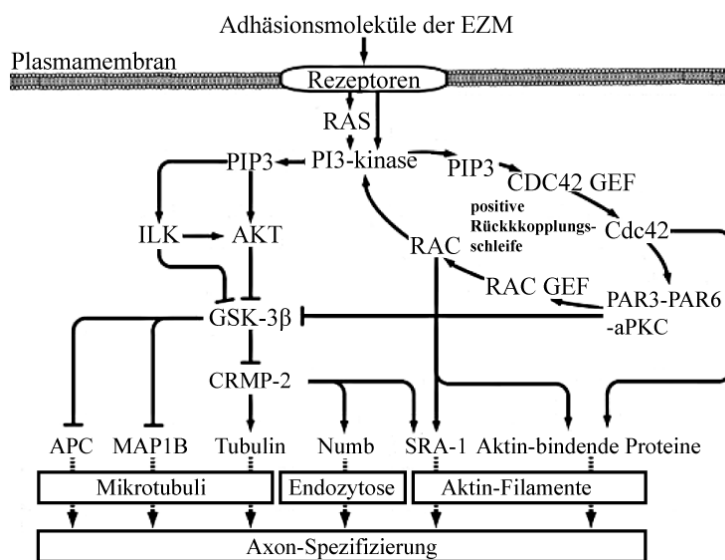 Adhäsionsmoleküle der EZM
Plasmamembran
Rezeptoren
RAS
PIP3
PI3-kinase
PIP3
CDC42 GEF
positive
Rückkkopplungs-
schleife
ILK
AKT
RAC
Cdc42
RAC GEF
PAR3-PAR6
-aPKC
GSK-3β
CRMP-2
APC
MAP1B
Tubulin
Numb
SRA-1
Aktin-bindende Proteine
Mikrotubuli
Endozytose
Aktin-Filamente
Axon-Spezifizierung